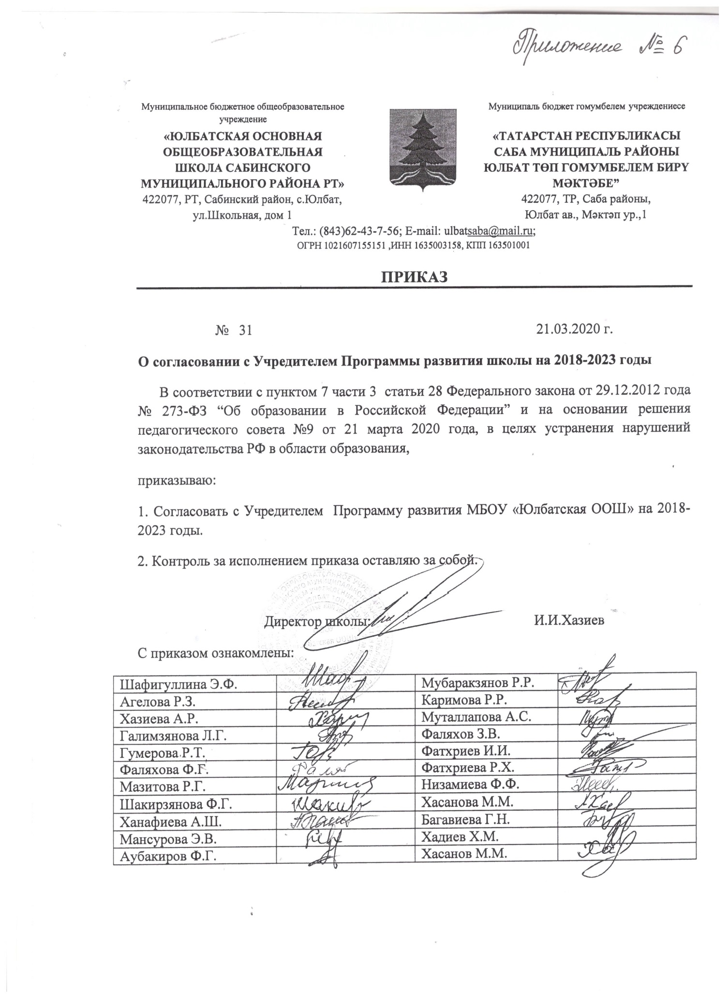 Приложение № 6
Муниципальное бюджетное общеобразовательное
учреждение
«ЮЛБАТСКАЯ ОСНОВНАЯ
ОБЩЕОБРАЗОВАТЕЛЬНАЯ
ШКОЛА САБИНСКОГО
МУНИЦИПАЛЬНОГО РАЙОНА РТ»
422077, РТ, Сабинский район, с.Юлбат,
ул.Школьная, дом 1
Муниципаль бюджет гомумбелем учреждениесе
«ТАТАРСТАН РЕСПУБЛИКАСЫ
САБА МУНИЦИПАЛЬ РАЙОНЫ
ЮЛБАТ ТӨП ГОМУМБЕЛЕМ БИРҮ
МӘКТӘБЕ”
422077, ТР, Саба районы,
Юлбат ав., Мәктәп ур.,1
Тел.: (843)62-43-7-56; E-mail: ulbatsaba@mail.ru;
ОГРН 1021607155151 ,ИНН 1635003158, КПП 163501001
ПРИКАЗ
№ 31 21.03.2020 г.
О согласовании с Учредителем Программы развития школы на 2018-2023 годы
В соответствии с пунктом 7 части 3 статьи 28 Федерального закона от 29.12.2012 года
№ 273-ФЗ “Об образовании в Российской Федерации” и на основании решения
педагогического совета №9 от 21 марта 2020 года, в целях устранения нарушений
законодательства РФ в области образования,
приказываю:
1. Согласовать с Учредителем Программу развития МБОУ «Юлбатская ООШ» на 2018-
2023 годы.
2. Контроль за исполнением приказа оставляю за собой.
Директор школы: И.И.Хазиев
С приказом ознакомлены:
Шафигуллина Э.Ф. Мубаракзянов Р.Р.
Агелова Р.З. Каримова Р.Р.
Хазиева А.Р. Муталлапова А.С.
Галимзянова Л.Г. Фаляхов З.В.
Гумерова Р.Т. Фатхриев И.И.
Фаляхова Ф.Г. Фатхриева Р.Х.
Мазитова Р.Г. Низамиева Ф.Ф.
Шакирзянова Ф.Г. Хасанова М.М.
Ханафиева А.Ш. Багавиева Г.Н.
Мансурова Э.В. Хадиев Х.М.
Аубакиров Ф.Г. Хасанов М.М.